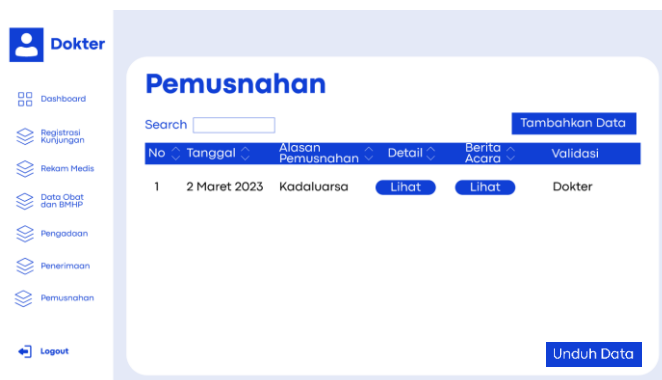 Dokter
Dashboard
Registrasi
Kunjungan
Rekam Medis
Data Obat
dan BMHP
Pengadaan
Penerimaan
Pemusnahan
Logout
Pemusnahan
Search
Tambahkan Data
No Tanggal Alasan Pemusnahan Detail Berita Acara Validasi
1 2 Maret 2023 Kadaluarsa Lihat Lihat Dokter
Unduh Data